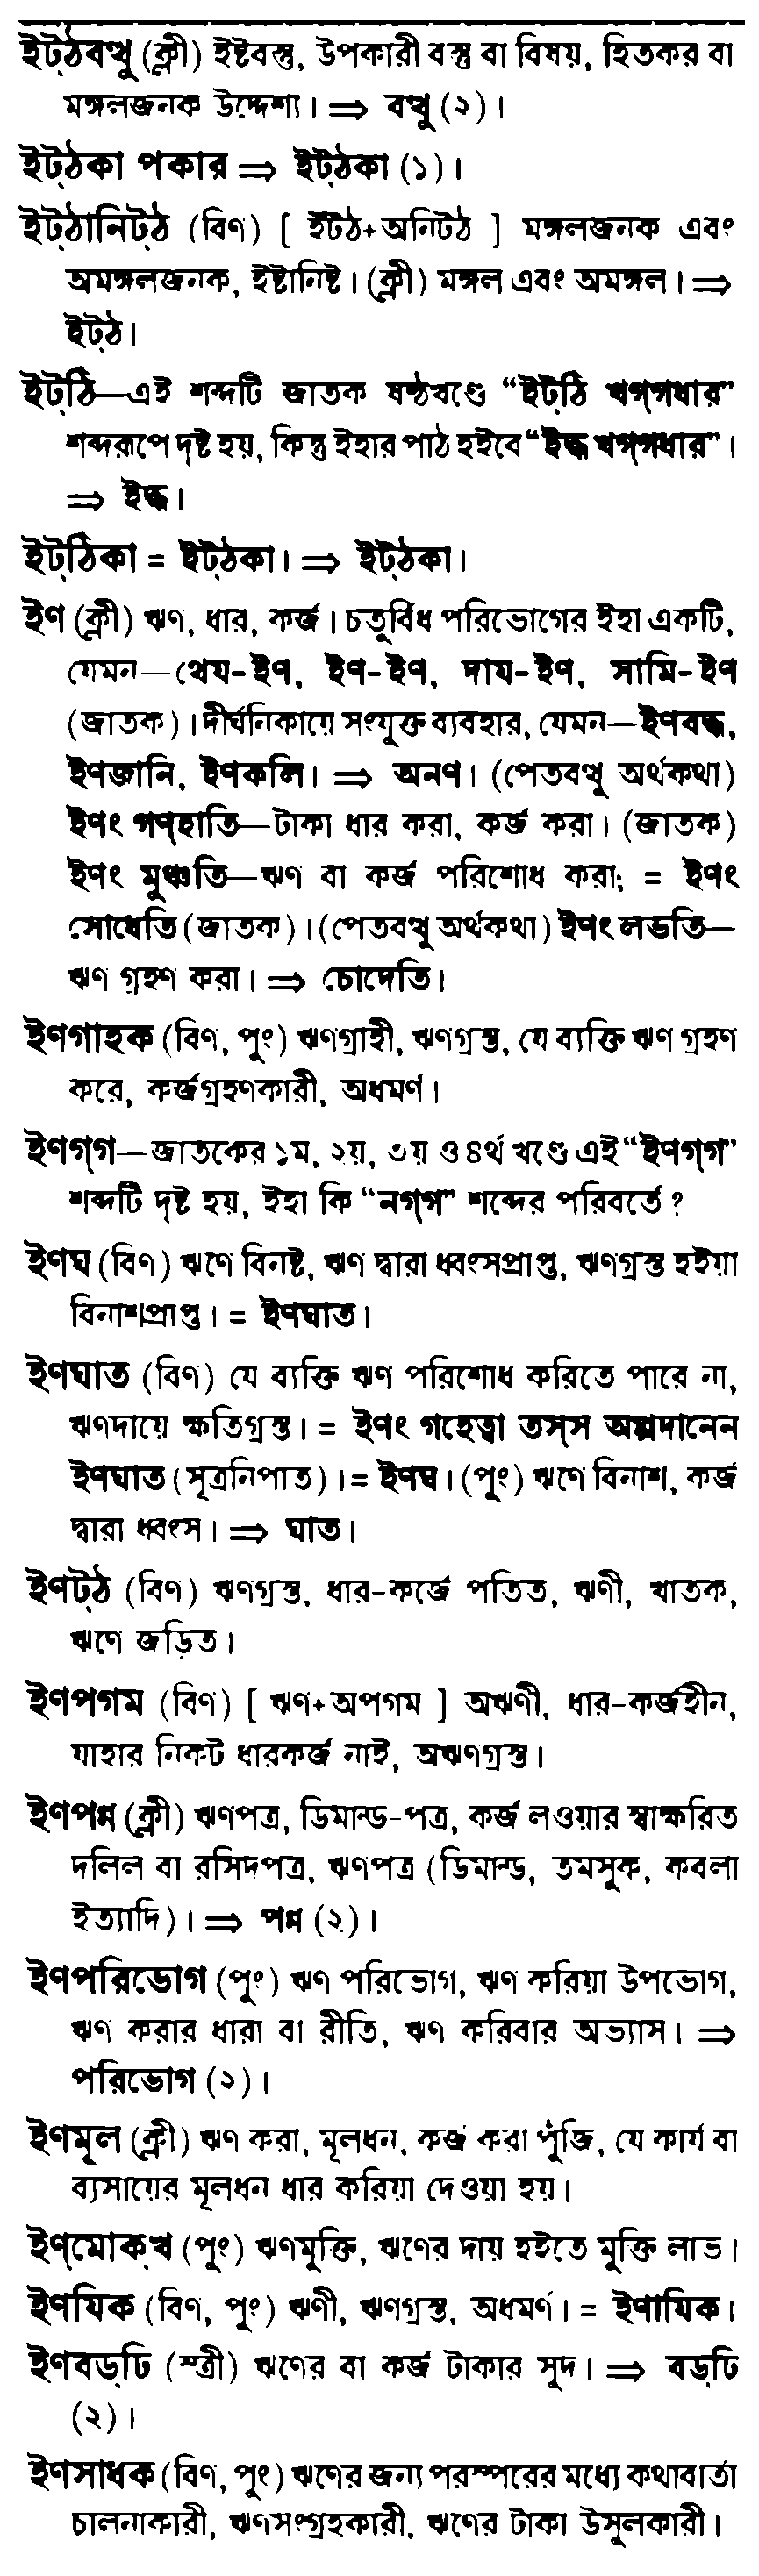 ইট্‌ঠবত্থু (ক্লী) ইষ্টবস্তু, উপকারী বস্তু বা বিষয়, হিতকর বা
মঙ্গলজনক উদ্দেশ্য। ⇒ বত্থু (২)।
ইট্‌ঠকা পকার ⇒ ইট্‌ঠকা (১)।
ইট্‌ঠানিট্‌ঠ (বিণ) [ ইট্ঠ+অনিট্ঠ ] মঙ্গলজনক এবং
অমঙ্গলজনক, ইষ্টানিষ্ট। (ক্লী) মঙ্গল এবং অমঙ্গল। ⇒
ইট্‌ঠ।
ইট্‌ঠি—এই শব্দটি জাতক ষষ্ঠখণ্ডে “ইট্‌ঠি খগ্‌গধার”
শব্দরূপে দৃষ্ট হয়, কিন্তু ইহার পাঠ হইবে “ইদ্ধ খগ্‌গধার”।
⇒ ইদ্ধ।
ইট্‌ঠিকা = ইট্‌ঠকা। ⇒ ইট্‌ঠকা।
ইণ (ক্লী) ঋণ, ধার, কর্জ। চতুর্বিধ পরিভোগের ইহা একটি,
যেমন—থেয্য-ইণ, ইণ-ইণ, দায-ইণ, সামি-ইণ
(জাতক)। দীঘনিকায়ে সংযুক্ত ব্যবহার, যেমন—ইণবদ্ধ,
ইণজানি, ইণকলি। ⇒ অনণ। (পেতবত্থু অর্থকথা)
ইণং গণ্‌হাতি—টাকা ধার করা, কর্জ করা। (জাতক)
ইণং মুঞ্চতি—ঋণ বা কর্জ পরিশোধ করা; = ইণং
সোধেতি (জাতক)। (পেতবত্থু অর্থকথা) ইণং লভতি—
ঋণ গ্রহণ করা। ⇒ চোদেতি।
ইণগাহক (বিণ, পুং) ঋণগ্রাহী, ঋণগ্রস্ত, যে ব্যক্তি ঋণ গ্রহণ
করে, কর্জগ্রহণকারী, অধমর্ণ।
ইণগ্‌গ—জাতকের ১ম, ২য়, ৩য় ও ৪র্থ খণ্ডে এই “ইণগ্‌গ”
শব্দটি দৃষ্ট হয়, ইহা কি “নগ্‌গ” শব্দের পরিবর্তে?
ইণঘ (বিণ) ঋণে বিনষ্ট, ঋণ দ্বারা ধ্বংসপ্রাপ্ত, ঋণগ্রস্ত হইয়া
বিনাশপ্রাপ্ত। = ইণঘাত।
ইণঘাত (বিণ) যে ব্যক্তি ঋণ পরিশোধ করিতে পারে না,
ঋণদায়ে ক্ষতিগ্রস্ত। = ইণং গহেত্বা তস্‌স অপ্পদানেন
ইণঘাত (সূত্রনিপাত)। = ইণঘ। (পুং) ঋণে বিনাশ, কর্জ
দ্বারা ধ্বংস। ⇒ ঘাত।
ইণট্‌ঠ (বিণ) ঋণগ্রস্ত, ধার-কর্জে পতিত, ঋণী, খাতক,
ঋণে জড়িত।
ইণপগম (বিণ) [ ঋণ+অপগম ] অঋণী, ধার-কর্জহীন,
যাহার নিকট ধারকর্জ নাই, অঋণগ্রস্ত।
ইণপন্ন (ক্লী) ঋণপত্র, ডিমান্ড-পত্র, কর্জ লওয়ার স্বাক্ষরিত
দলিল বা রসিদপত্র, ঋণপত্র (ডিমান্ড, তমসুক, কবলা
ইত্যাদি)। ⇒ পন্ন (২)।
ইণপরিভোগ (পুং) ঋণ পরিভোগ, ঋণ করিয়া উপভোগ,
ঋণ করার ধারা বা রীতি, ঋণ করিবার অভ্যাস। ⇒
পরিভোগ (২)।
ইণমূল (ক্লী) ঋণ করা, মূলধন, কর্জ করা পুঁজি, যে কার্য বা
ব্যসায়ের মূলধন ধার করিয়া দেওয়া হয়।
ইণ্‌মোক্‌খ (পুং) ঋণমুক্তি, ঋণের দায় হইতে মুক্তি লাভ।
ইণযিক (বিণ, পুং) ঋণী, ঋণগ্রস্ত, অধমর্ণ। = ইণাযিক।
ইণবড্‌ঢি (স্ত্রী) ঋণের বা কর্জ টাকার সুদ। ⇒ বড্‌ঢি
(২)।
ইণসাধক (বিণ, পুং) ঋণের জন্য পরস্পরের মধ্যে কথাবার্তা
চালনাকারী, ঋণসংগ্রহকারী, ঋণের টাকা উসুলকারী।